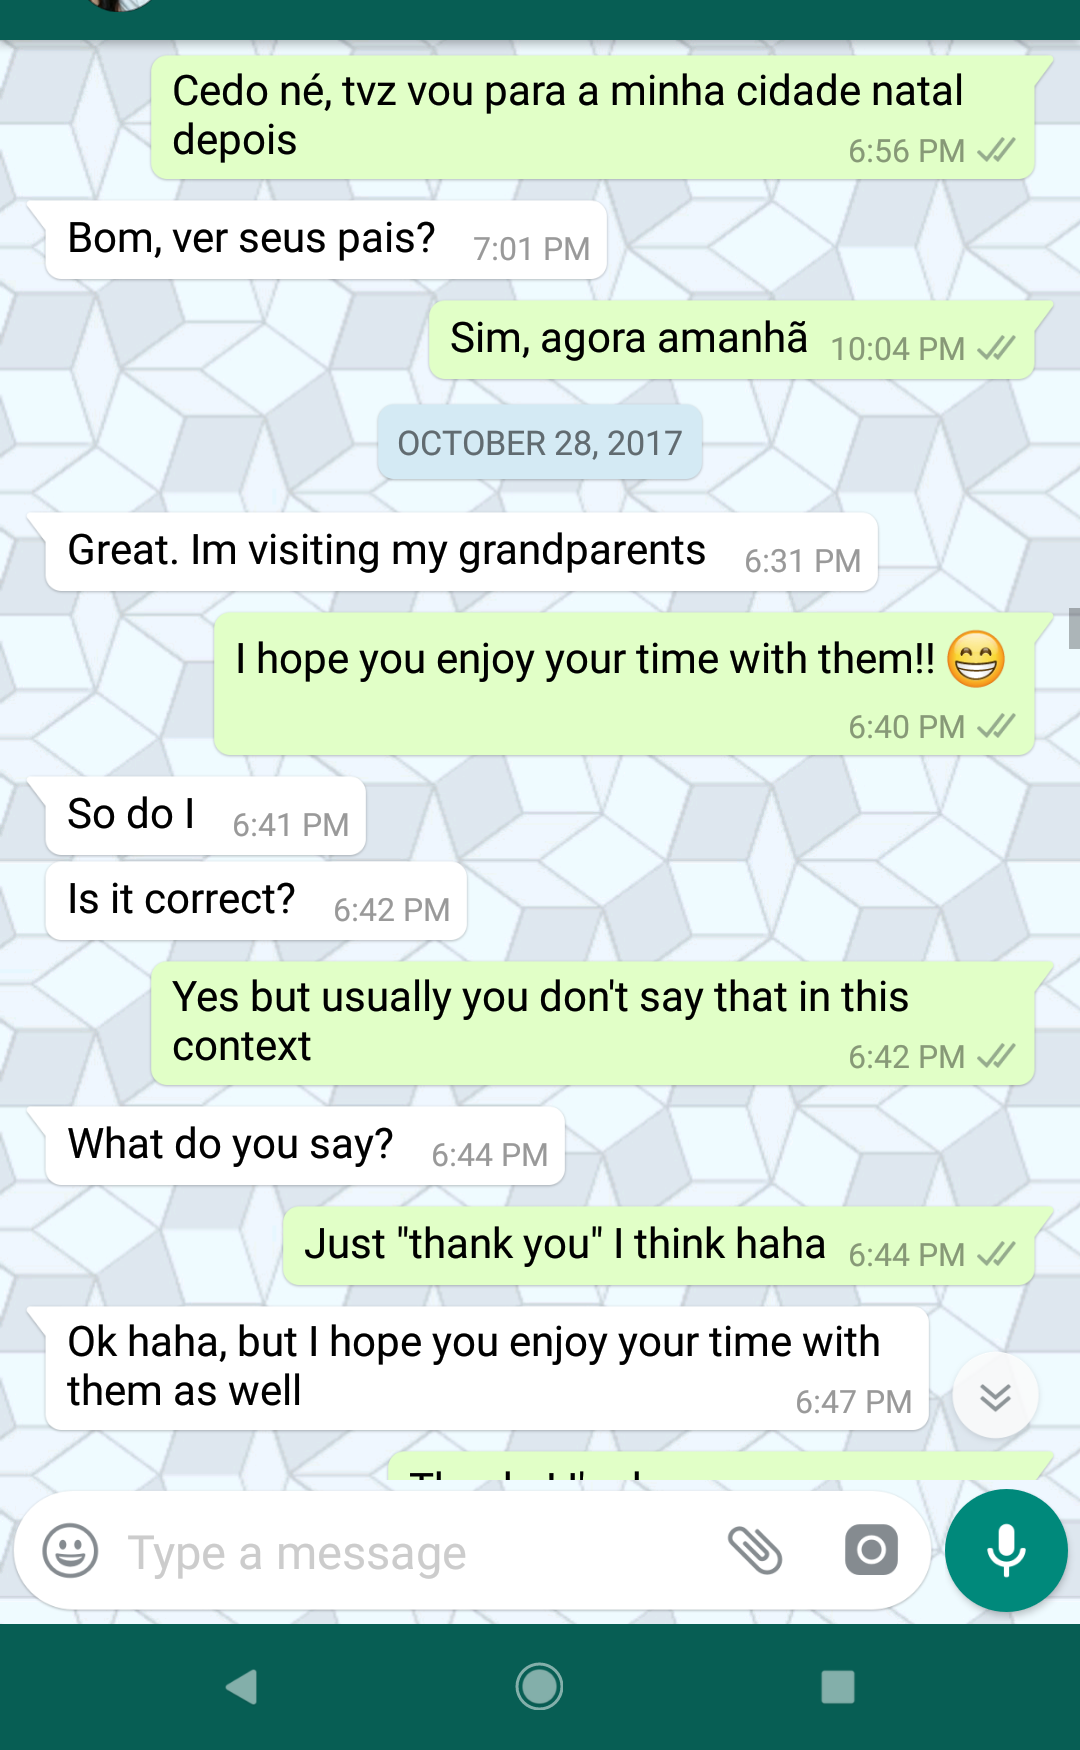 Cedo né, tvz vou para a minha cidade natal
depois
6:56 PM
Bom, ver seus pais? 7:01 PM
Sim, agora amanhã 10:04 PM
OCTOBER 28, 2017
Great. Im visiting my grandparents 6:31 PM
I hope you enjoy your time with them!! 😁
6:40 PM
So do I 6:41 PM
Is it correct? 6:42 PM
Yes but usually you don't say that in this
context 6:42 PM
What do you say? 6:44 PM
Just "thank you" I think haha 6:44 PM
Ok haha, but I hope you enjoy your time with
them as well 6:47 PM
Type a message